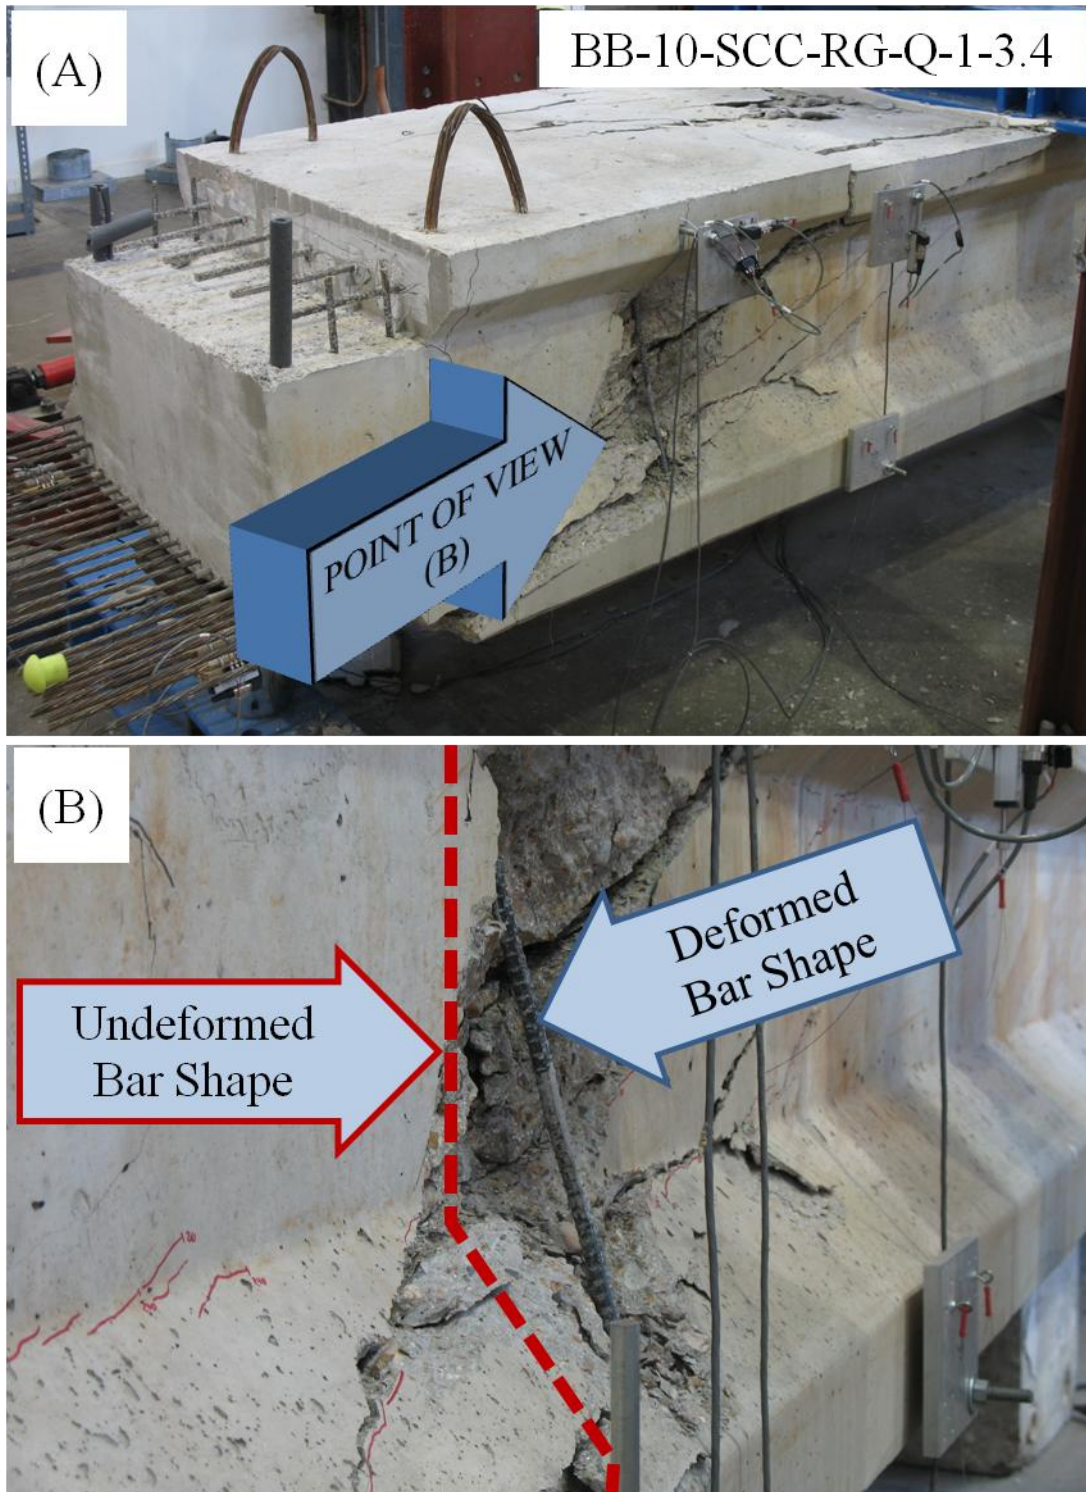 (A)
BB-10-SCC-RG-Q-1-3.4
POINT OF VIEW
(B)
(B)
Deformed
Bar Shape
Undeformed
Bar Shape